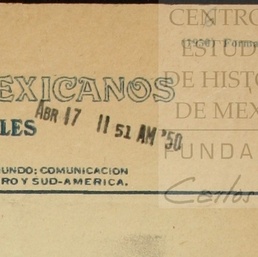 CENTRO
(1950) Forma
ESTUD
EXICANOS
DE HISTO
ABR 17 11 51 AM '50
DE MEX
LES
FUNDA
UNDO; COMUNICACION
RO Y SUD-AMERICA.
Carlos